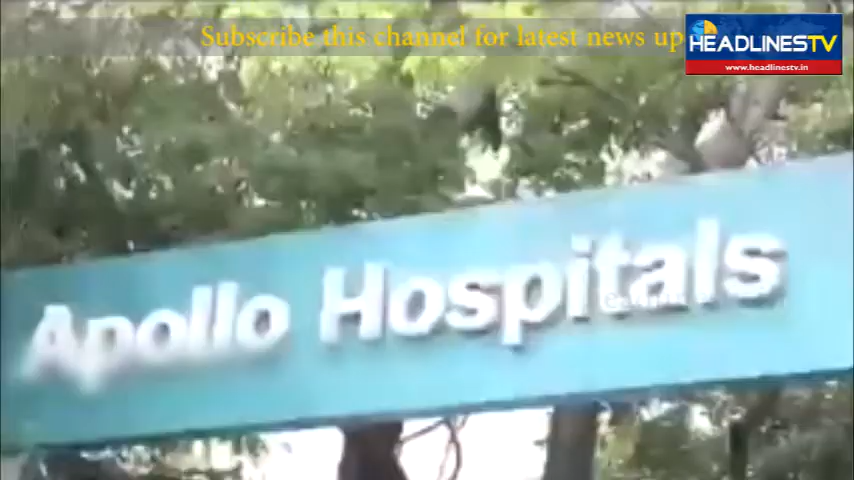 Subscribe this channel for latest news up
HEADLINESTV
www.headlinestv.in
Apollo Hospitals